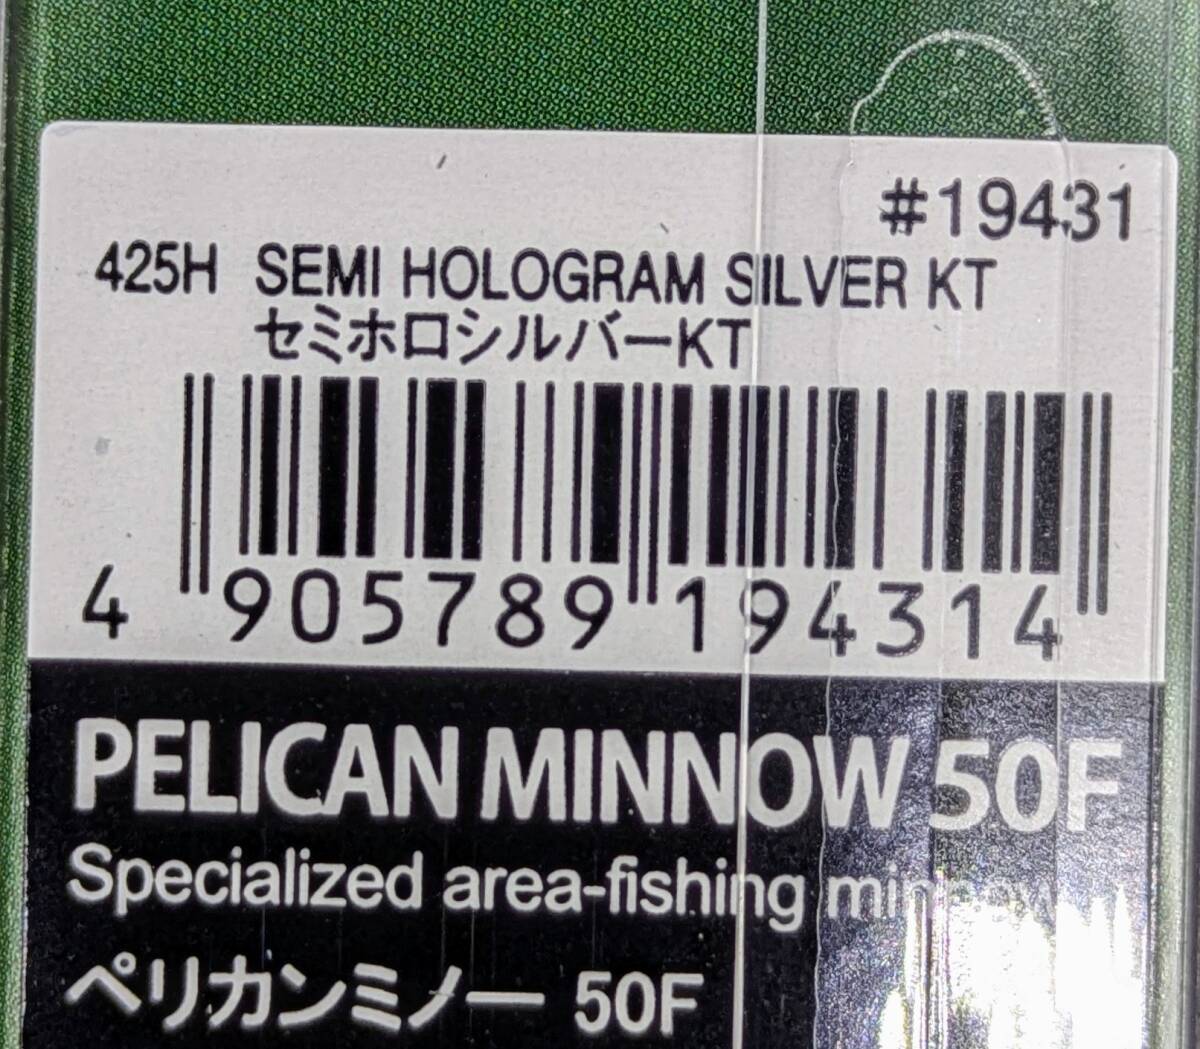 #19431
425H SEMI HOLOGRAM SILVER KT
セミホロシルバーKT
4 905789 194314
PELICAN MINNOW 50F
Specialized area-fishing minnow
ペリカンミノー 50F